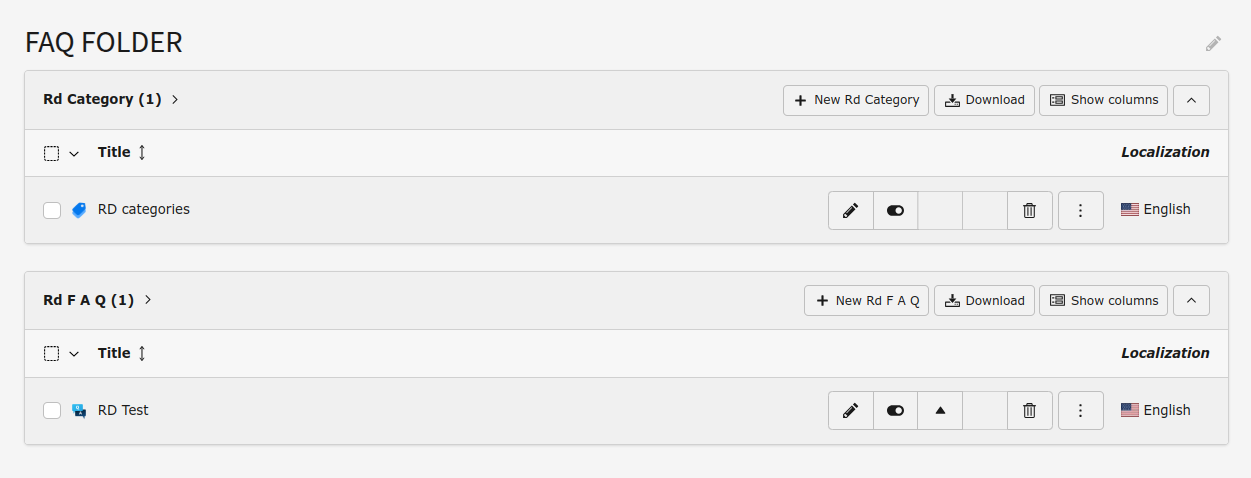 FAQ FOLDER
Rd Category (1)
New Rd Category
Download
Show columns
Title
Localization
RD categories
English
Rd F A Q (1)
New Rd F A Q
Download
Show columns
Title
Localization
RD Test
English